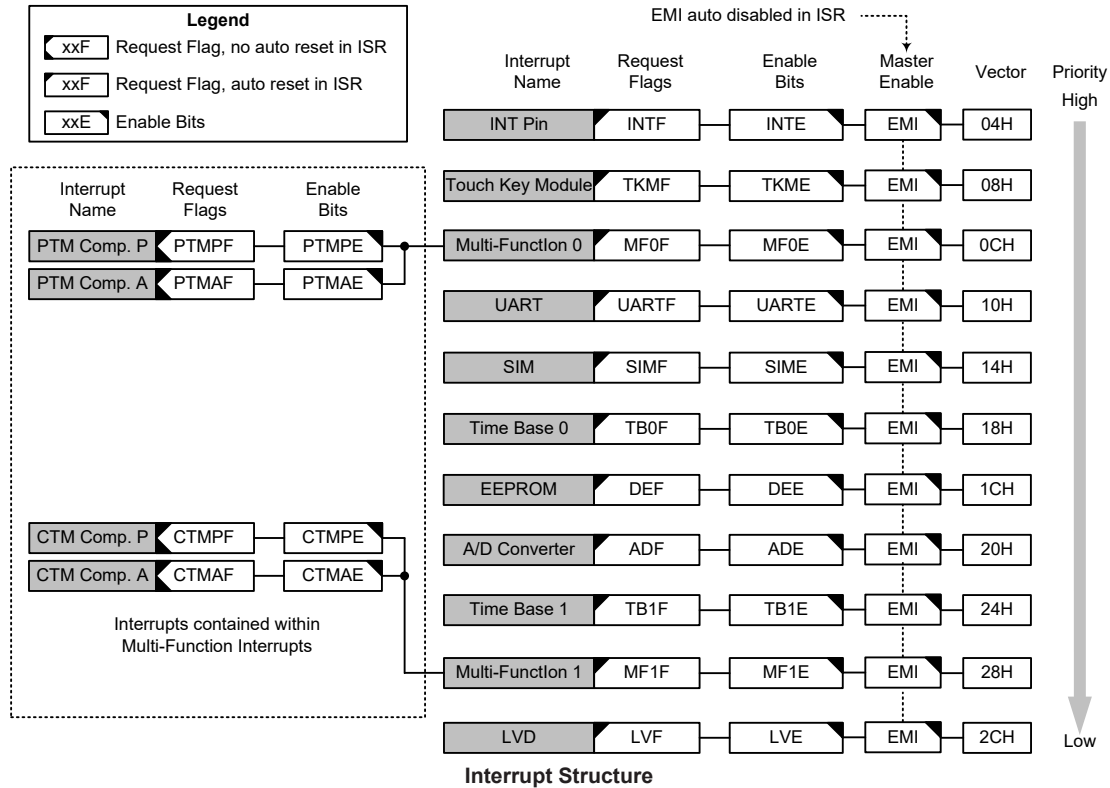 Legend
xxF Request Flag, no auto reset in ISR
xxF Request Flag, auto reset in ISR
xxE Enable Bits
EMI auto disabled in ISR
Interrupt Name Request Flags Enable Bits Master Enable Vector Priority
High
INT Pin INTF INTE EMI 04H
Touch Key Module TKMF TKME EMI 08H
Interrupt Name Request Flags Enable Bits
PTM Comp. P PTMPF PTMPE Multi-FunctIon 0 MF0F MF0E EMI 0CH
PTM Comp. A PTMAF PTMAE
UART UARTF UARTE EMI 10H
SIM SIMF SIME EMI 14H
Time Base 0 TB0F TB0E EMI 18H
EEPROM DEF DEE EMI 1CH
CTM Comp. P CTMPF CTMPE A/D Converter ADF ADE EMI 20H
CTM Comp. A CTMAF CTMAE
Time Base 1 TB1F TB1E EMI 24H
Interrupts contained within
Multi-Function Interrupts
Multi-FunctIon 1 MF1F MF1E EMI 28H
LVD LVF LVE EMI 2CH
Low
Interrupt Structure